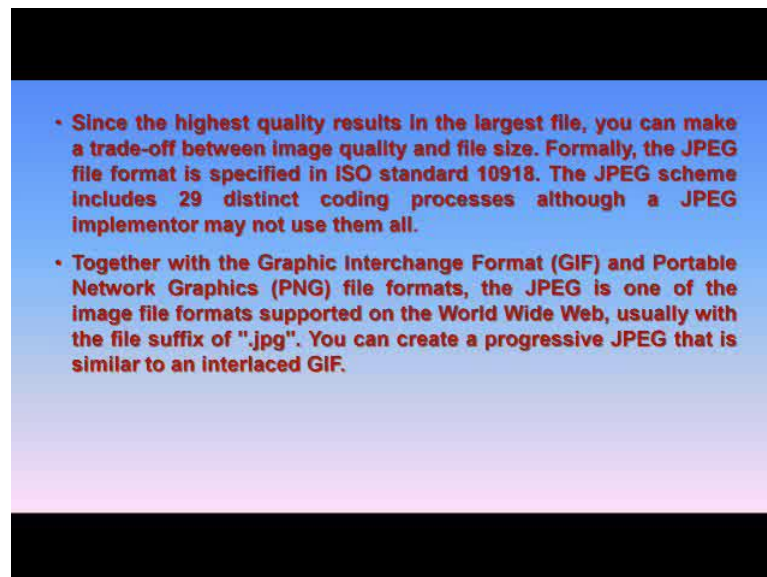 • Since the highest quality results in the largest file, you can make
a trade-off between image quality and file size. Formally, the JPEG
file format is specified in ISO standard 10918. The JPEG scheme
includes 29 distinct coding processes although a JPEG
implementor may not use them all.
• Together with the Graphic Interchange Format (GIF) and Portable
Network Graphics (PNG) file formats, the JPEG is one of the
image file formats supported on the World Wide Web, usually with
the file suffix of ".jpg". You can create a progressive JPEG that is
similar to an interlaced GIF.